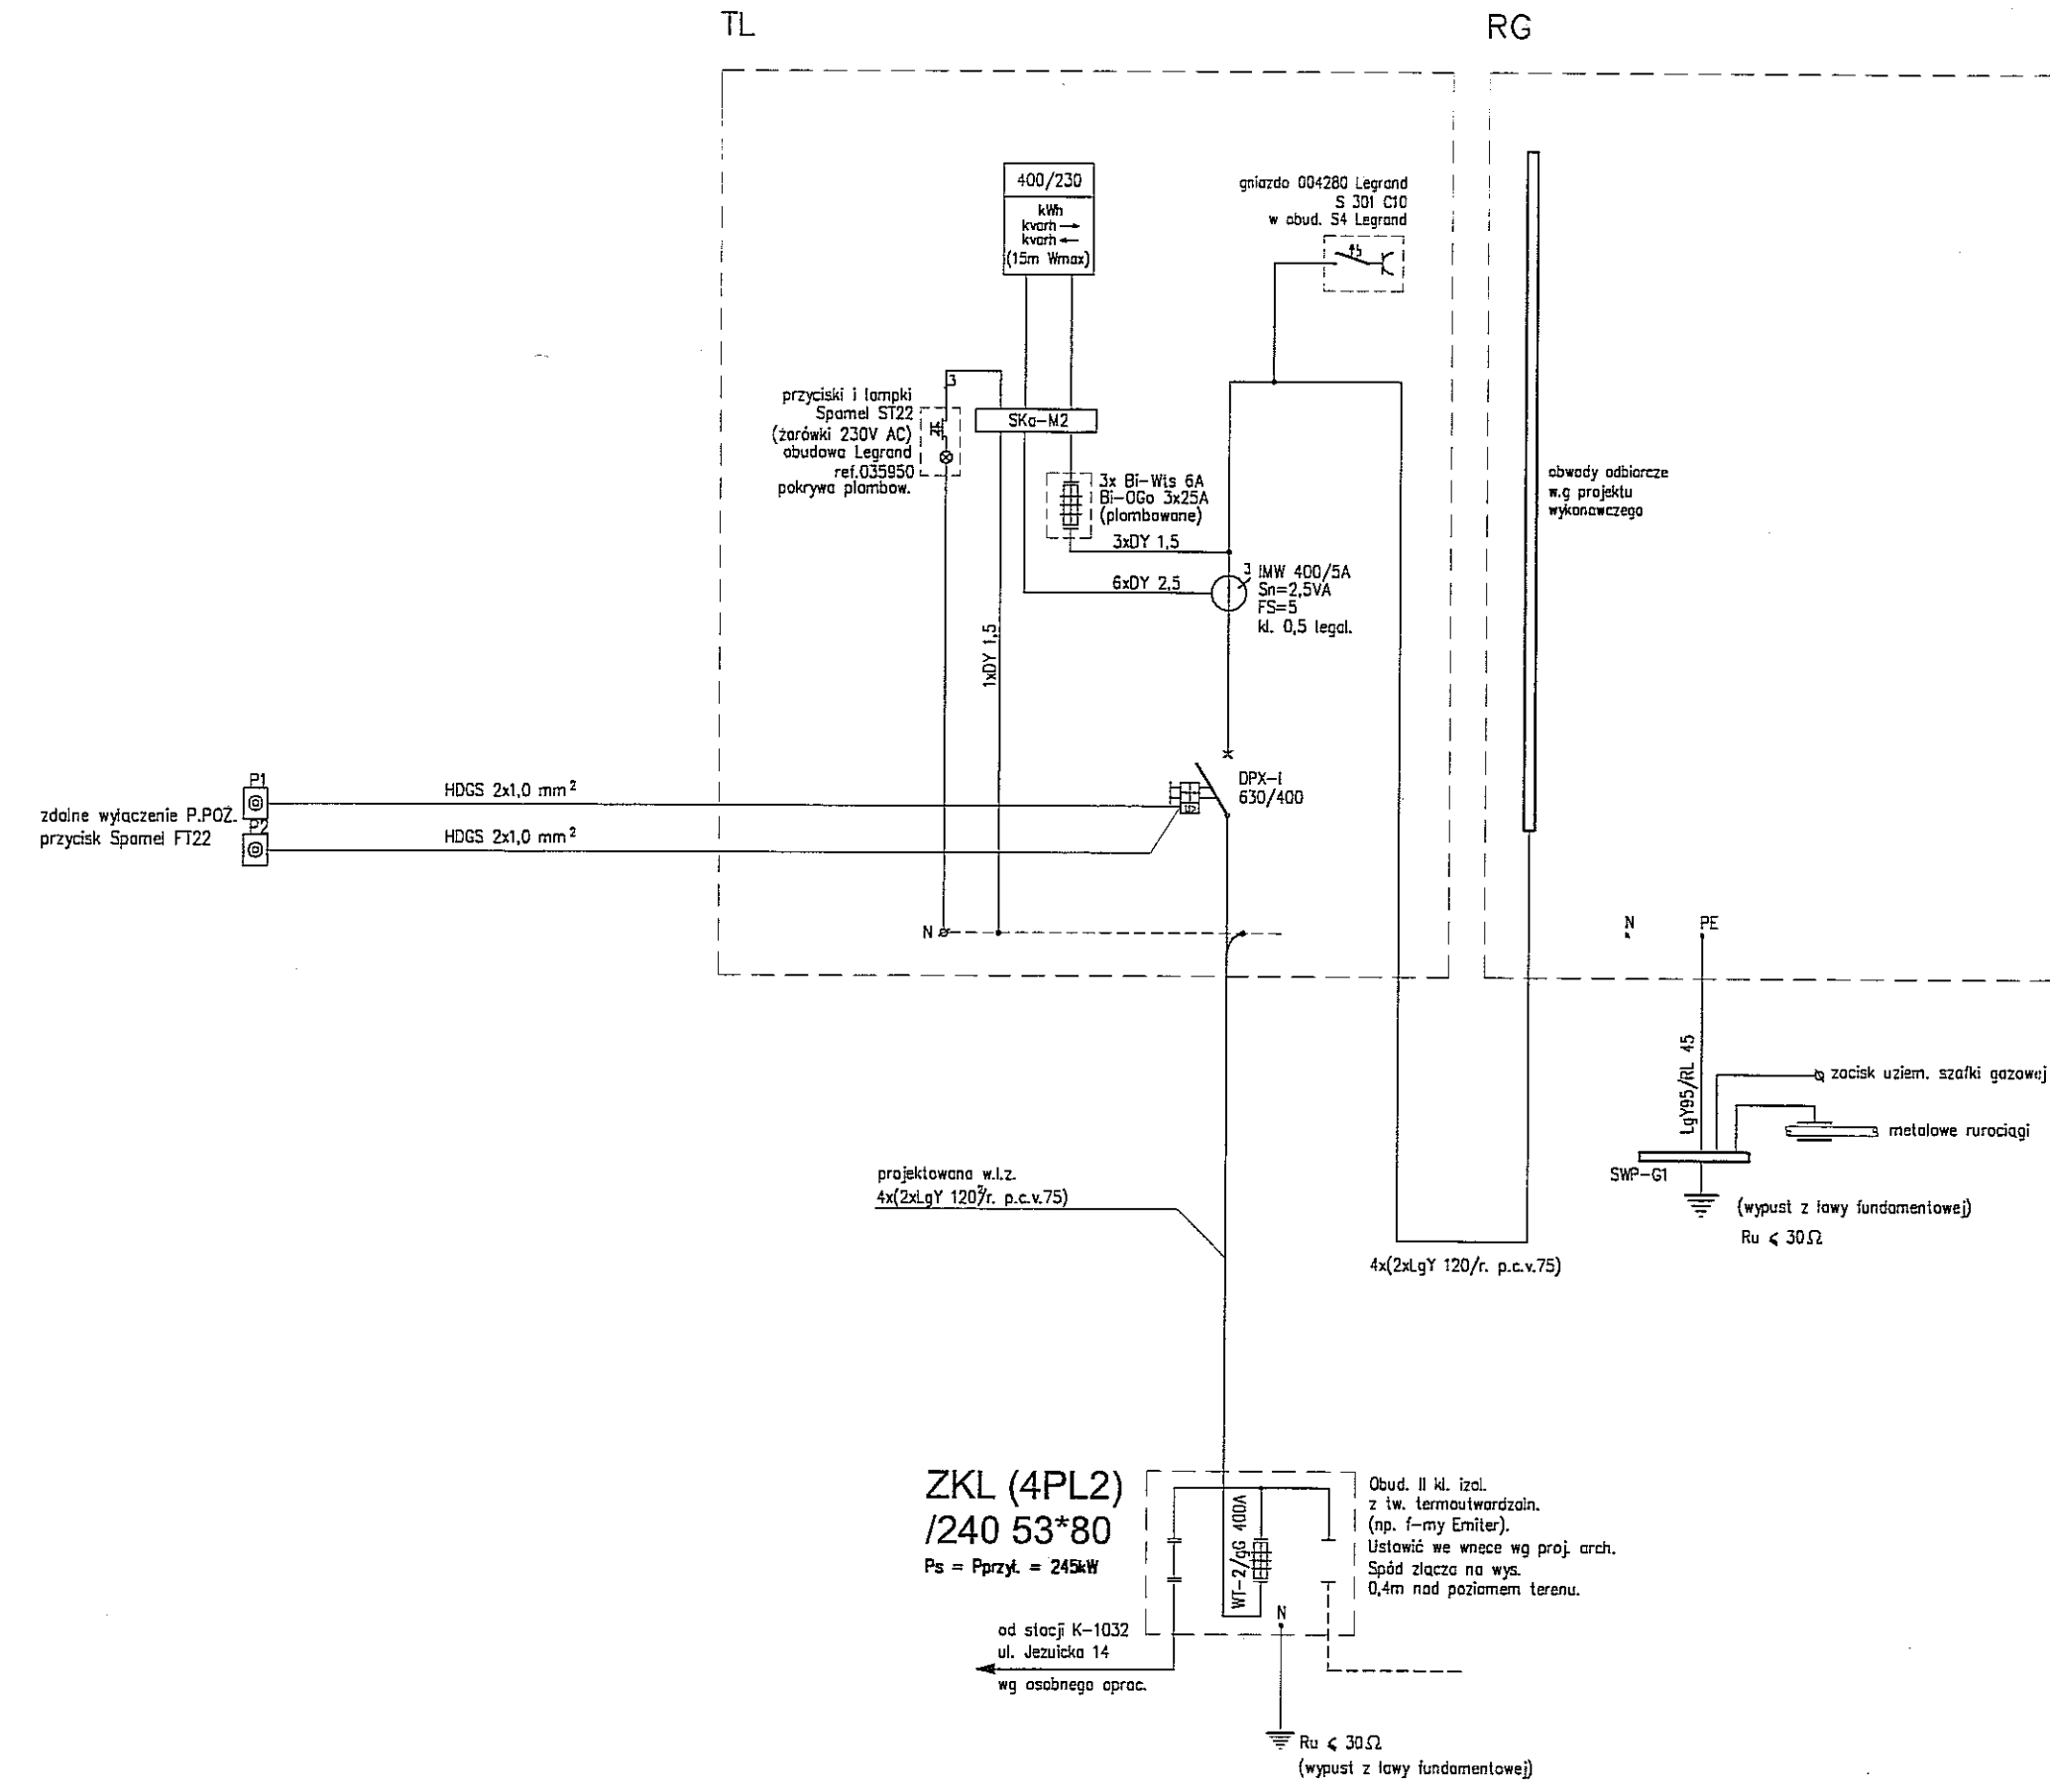 TL
RG
400/230
kWh
kvarh →
kvarh ←
(15m Wmax)
gniazdo 004280 Legrand
S 301 C10
w obud. S4 Legrand
3
przyciski i lampki
Spamel ST22
(żarówki 230V AC)
obudowa Legrand
ref.035950
pokrywa plombow.
SKa-M2
3x Bi-Wts 6A
Bi-OGo 3x25A
(plombowane)
3xDY 1,5
6xDY 2,5
3
IMW 400/5A
Sn=2,5VA
FS=5
kl. 0,5 legal.
1xDY 1,5
obwody odbiorcze
w.g projektu
wykonawczego
DPX-I
630/400
P1
HDGS 2x1,0 mm²
zdalne wyłączenie P.POŻ.
przycisk Spamel FT22
P2
HDGS 2x1,0 mm²
N
N
PE
LgY95/RL 45
zacisk uziem. szafki gazowej
metalowe rurociągi
SWP-G1
(wypust z ławy fundamentowej)
Ru ⩽ 30Ω
projektowana w.l.z.
4x(2xLgY 120²/r. p.c.v.75)
4x(2xLgY 120/r. p.c.v.75)
ZKL (4PL2)
/240 53*80
Ps = Pprzył. = 245kW
WT-2/gG 400A
N
Obud. II kl. izol.
z tw. termoutwardzaln.
(np. f-my Emiter).
Ustawić we wnęce wg proj. arch.
Spód złącza na wys.
0,4m nad poziomem terenu.
od stacji K-1032
ul. Jezuicka 14
wg osobnego oprac.
Ru ⩽ 30Ω
(wypust z ławy fundamentowej)